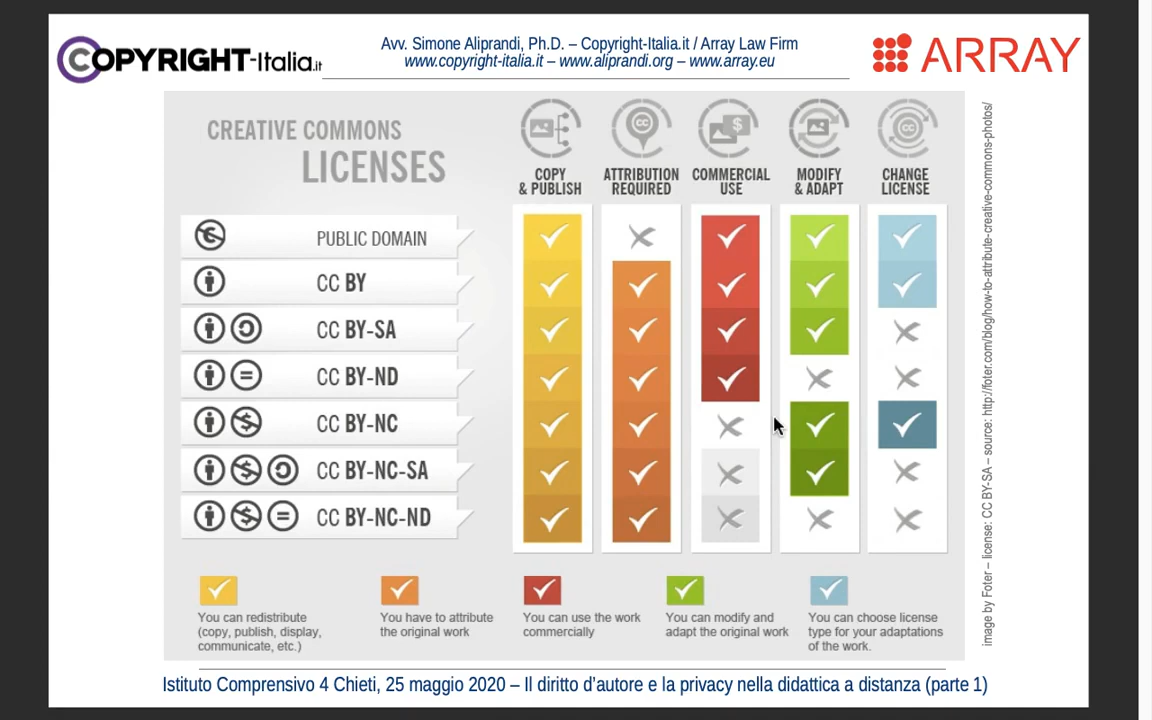 COPYRIGHT-Italia.it
Avv. Simone Aliprandi, Ph.D. – Copyright-Italia.it / Array Law Firm
www.copyright-italia.it – www.aliprandi.org – www.array.eu
ARRAY
CREATIVE COMMONS
LICENSES
COPY
& PUBLISH
ATTRIBUTION
REQUIRED
COMMERCIAL
USE
MODIFY
& ADAPT
CHANGE
LICENSE
PUBLIC DOMAIN
CC BY
CC BY-SA
CC BY-ND
CC BY-NC
CC BY-NC-SA
CC BY-NC-ND
You can redistribute
(copy, publish, display,
communicate, etc.)
You have to attribute
the original work
You can use the work
commercially
You can modify and
adapt the original work
You can choose license
type for your adaptations
of the work.
image by Foter – license: CC BY-SA – source: http://foter.com/blog/how-to-attribute-creative-commons-photos/
Istituto Comprensivo 4 Chieti, 25 maggio 2020 – Il diritto d'autore e la privacy nella didattica a distanza (parte 1)